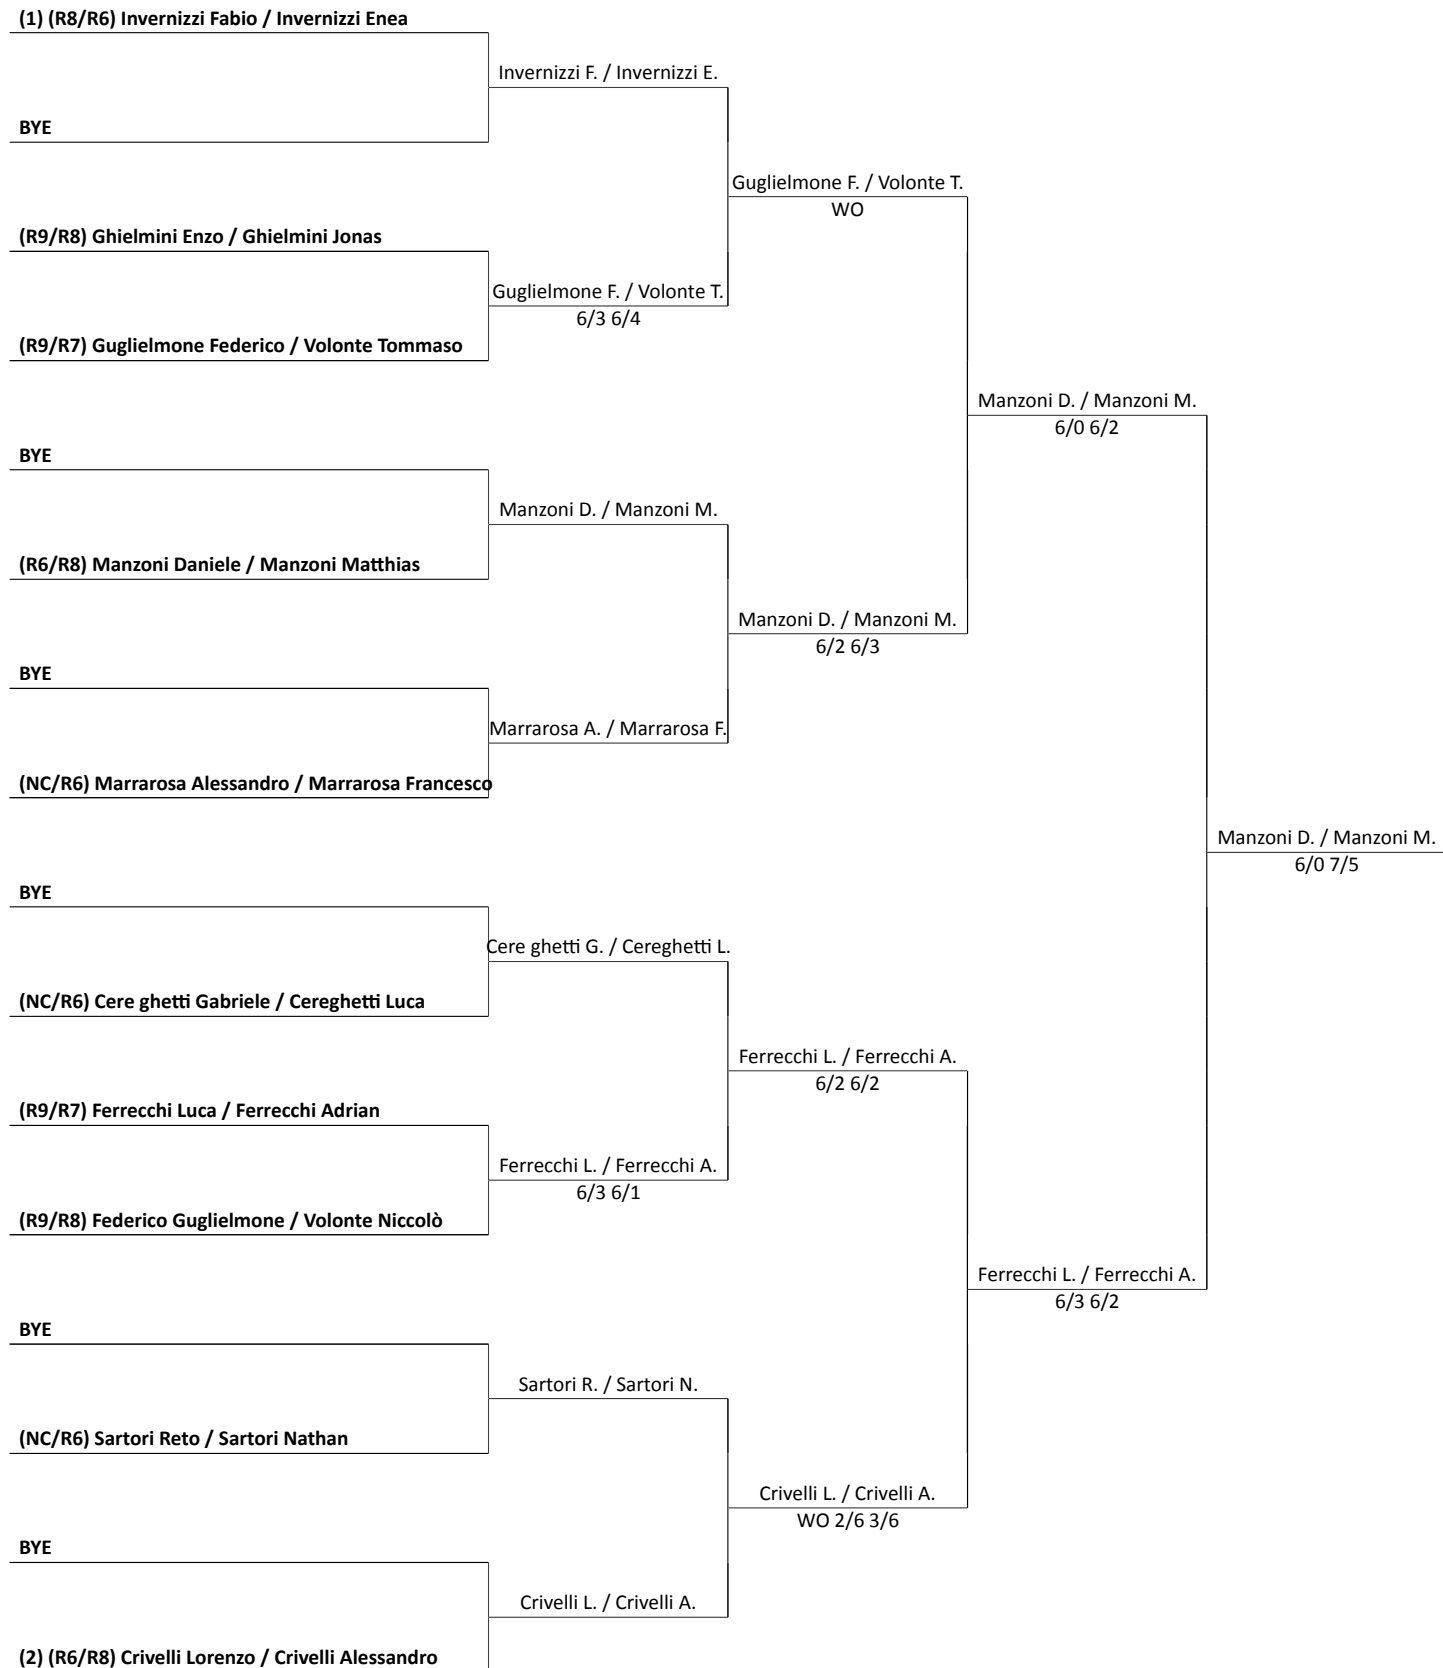 (1) (R8/R6) Invernizzi Fabio / Invernizzi Enea
Invernizzi F. / Invernizzi E.
BYE
Guglielmone F. / Volonte T.
WO
(R9/R8) Ghielmini Enzo / Ghielmini Jonas
Guglielmone F. / Volonte T.
6/3 6/4
(R9/R7) Guglielmone Federico / Volonte Tommaso
Manzoni D. / Manzoni M.
6/0 6/2
BYE
Manzoni D. / Manzoni M.
(R6/R8) Manzoni Daniele / Manzoni Matthias
Manzoni D. / Manzoni M.
6/2 6/3
BYE
Marrarosa A. / Marrarosa F.
(NC/R6) Marrarosa Alessandro / Marrarosa Francesco
Manzoni D. / Manzoni M.
6/0 7/5
BYE
Cere ghetti G. / Cereghetti L.
(NC/R6) Cere ghetti Gabriele / Cereghetti Luca
Ferrecchi L. / Ferrecchi A.
6/2 6/2
(R9/R7) Ferrecchi Luca / Ferrecchi Adrian
Ferrecchi L. / Ferrecchi A.
6/3 6/1
(R9/R8) Federico Guglielmone / Volonte Niccolò
Ferrecchi L. / Ferrecchi A.
6/3 6/2
BYE
Sartori R. / Sartori N.
(NC/R6) Sartori Reto / Sartori Nathan
Crivelli L. / Crivelli A.
WO 2/6 3/6
BYE
Crivelli L. / Crivelli A.
(2) (R6/R8) Crivelli Lorenzo / Crivelli Alessandro